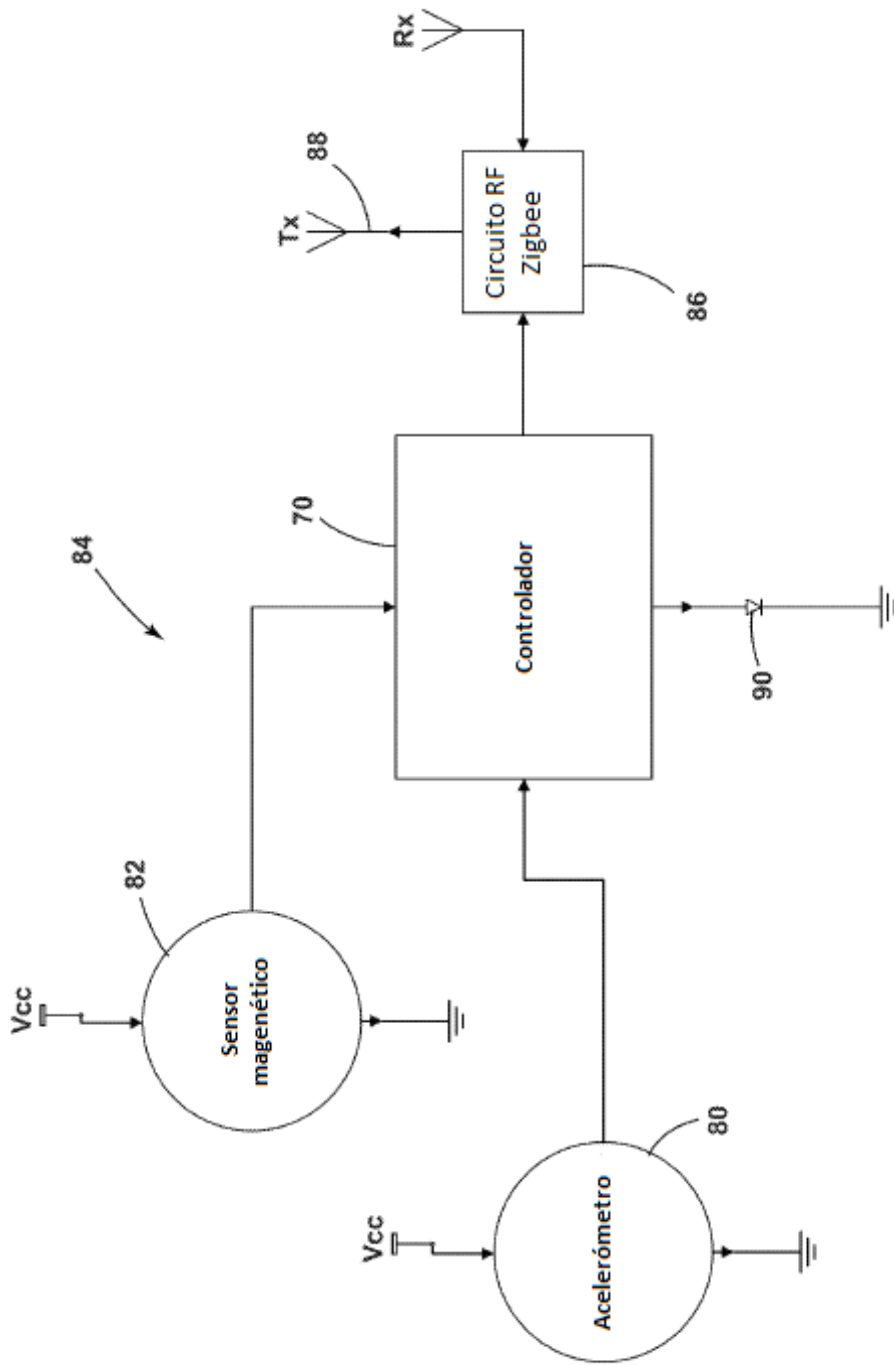 84
Vcc
82
Sensor
magenético
Vcc
Acelerómetro
80
70
Controlador
90
Tx
88
Rx
Circuito RF
Zigbee
86